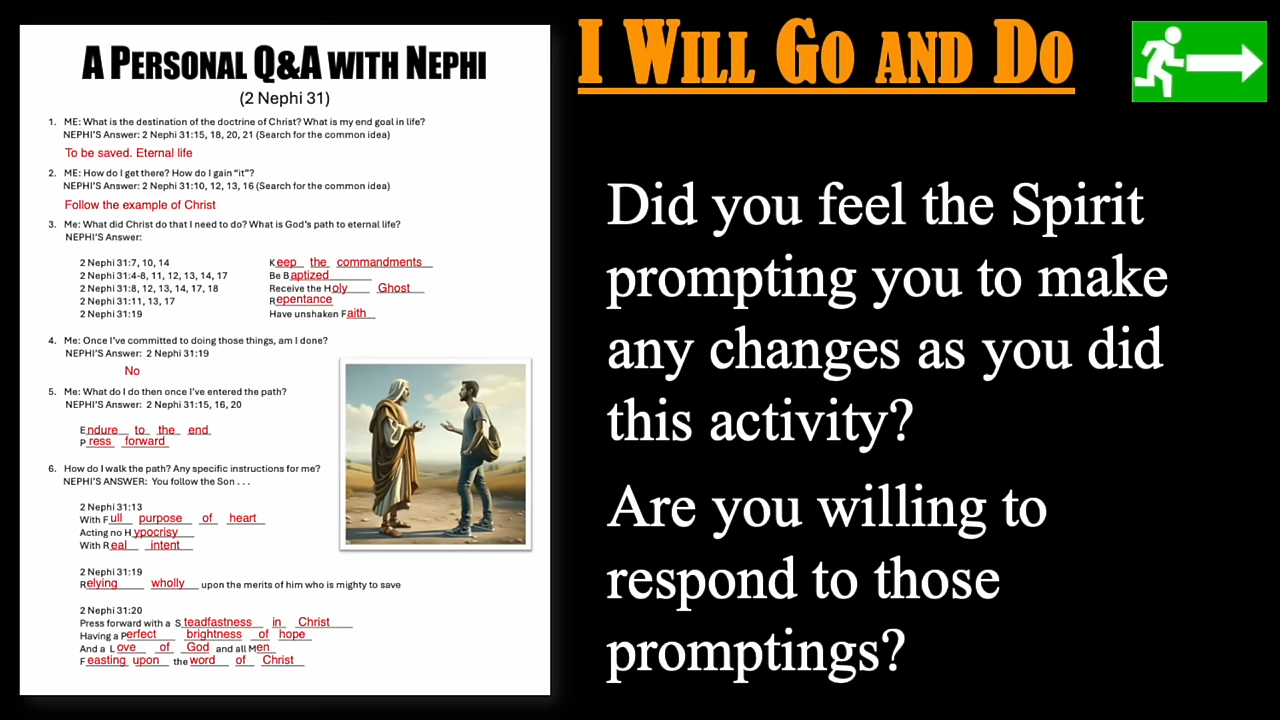 A PERSONAL Q&A WITH NEPHI
(2 Nephi 31)
1. ME: What is the destination of the doctrine of Christ? What is my end goal in life?
NEPHI'S Answer: 2 Nephi 31:15, 18, 20, 21 (Search for the common idea)
To be saved. Eternal life
2. ME: How do I get there? How do I gain "it"?
NEPHI'S Answer: 2 Nephi 31:10, 12, 13, 16 (Search for the common idea)
Follow the example of Christ
3. Me: What did Christ do that I need to do? What is God's path to eternal life?
NEPHI'S Answer:
2 Nephi 31:7, 10, 14 Keep the commandments
2 Nephi 31:4-8, 11, 12, 13, 14, 17 Be Baptized
2 Nephi 31:8, 12, 13, 14, 17, 18 Receive the Holy Ghost
2 Nephi 31:11, 13, 17 Repentance
2 Nephi 31:19 Have unshaken Faith
4. Me: Once I've committed to doing those things, am I done?
NEPHI'S Answer: 2 Nephi 31:19
No
5. Me: What do I do then once I've entered the path?
NEPHI'S Answer: 2 Nephi 31:15, 16, 20
Endure to the end
Press forward
6. How do I walk the path? Any specific instructions for me?
NEPHI'S ANSWER: You follow the Son . . .
2 Nephi 31:13
With Full purpose of heart
Acting no Hypocrisy
With Real intent
2 Nephi 31:19
Relying wholly upon the merits of him who is mighty to save
2 Nephi 31:20
Press forward with a Steadfastness in Christ
Having a Perfect brightness of hope
And a Love of God and all Men
Feasting upon the word of Christ
I WILL GO AND DO
Did you feel the Spirit
prompting you to make
any changes as you did
this activity?
Are you willing to
respond to those
promptings?